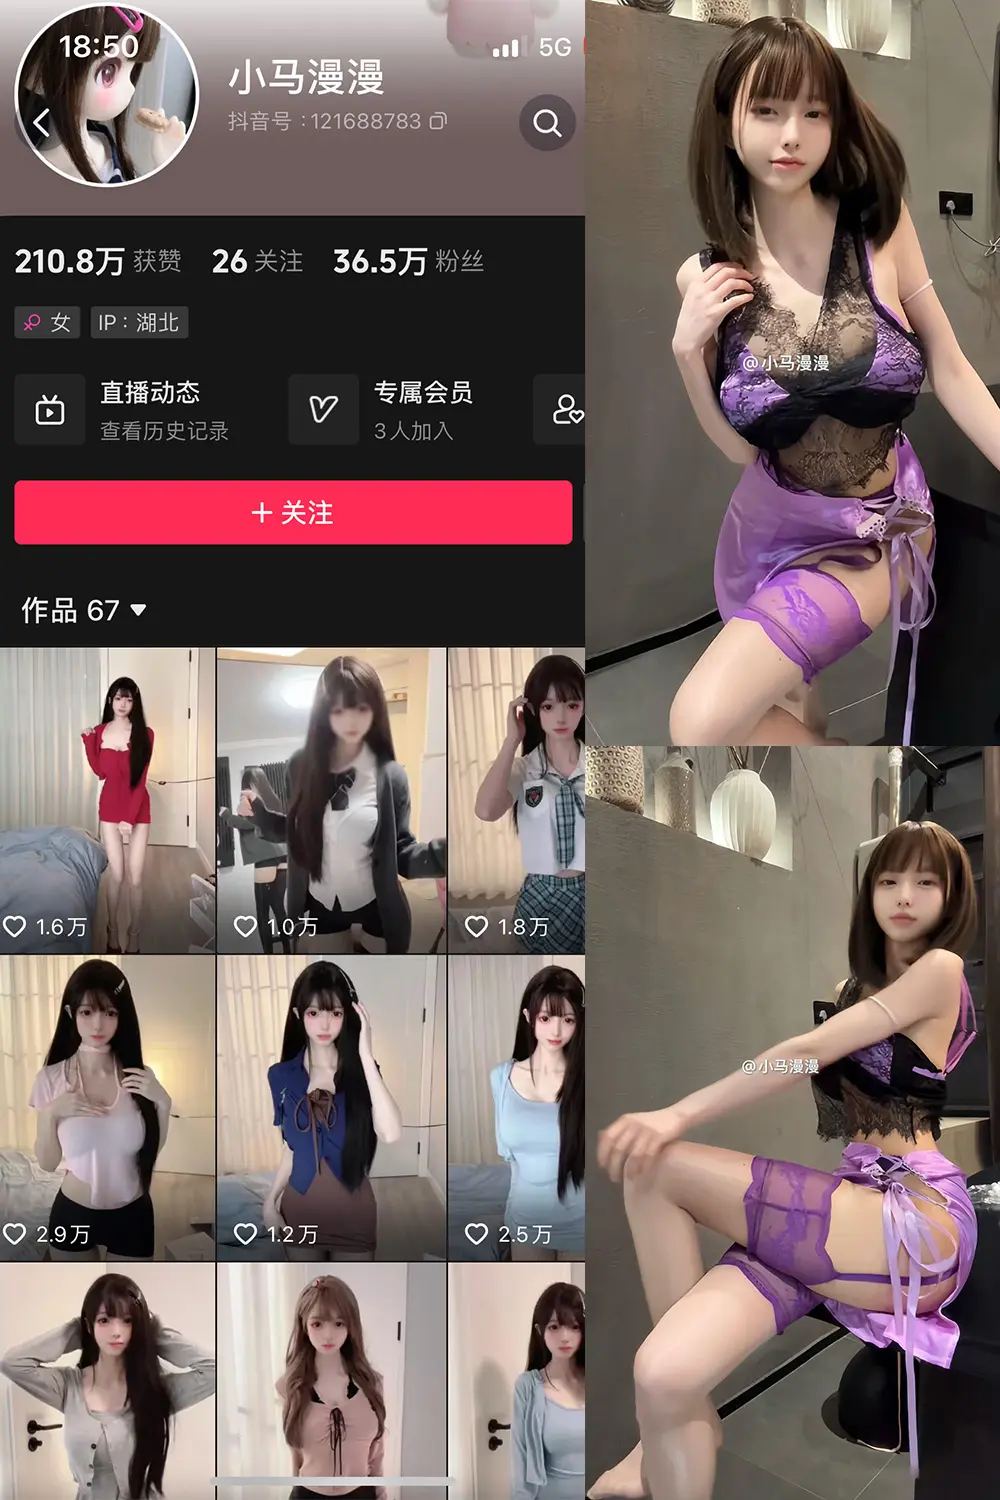 18:50
5G
小马漫漫
抖音号：121688783
210.8万 获赞 26 关注 36.5万 粉丝
女 IP：湖北
直播动态 专属会员
查看历史记录 3人加入
＋关注
作品 67
1.6万 1.0万 1.8万
2.9万 1.2万 2.5万
@小马漫漫
@小马漫漫